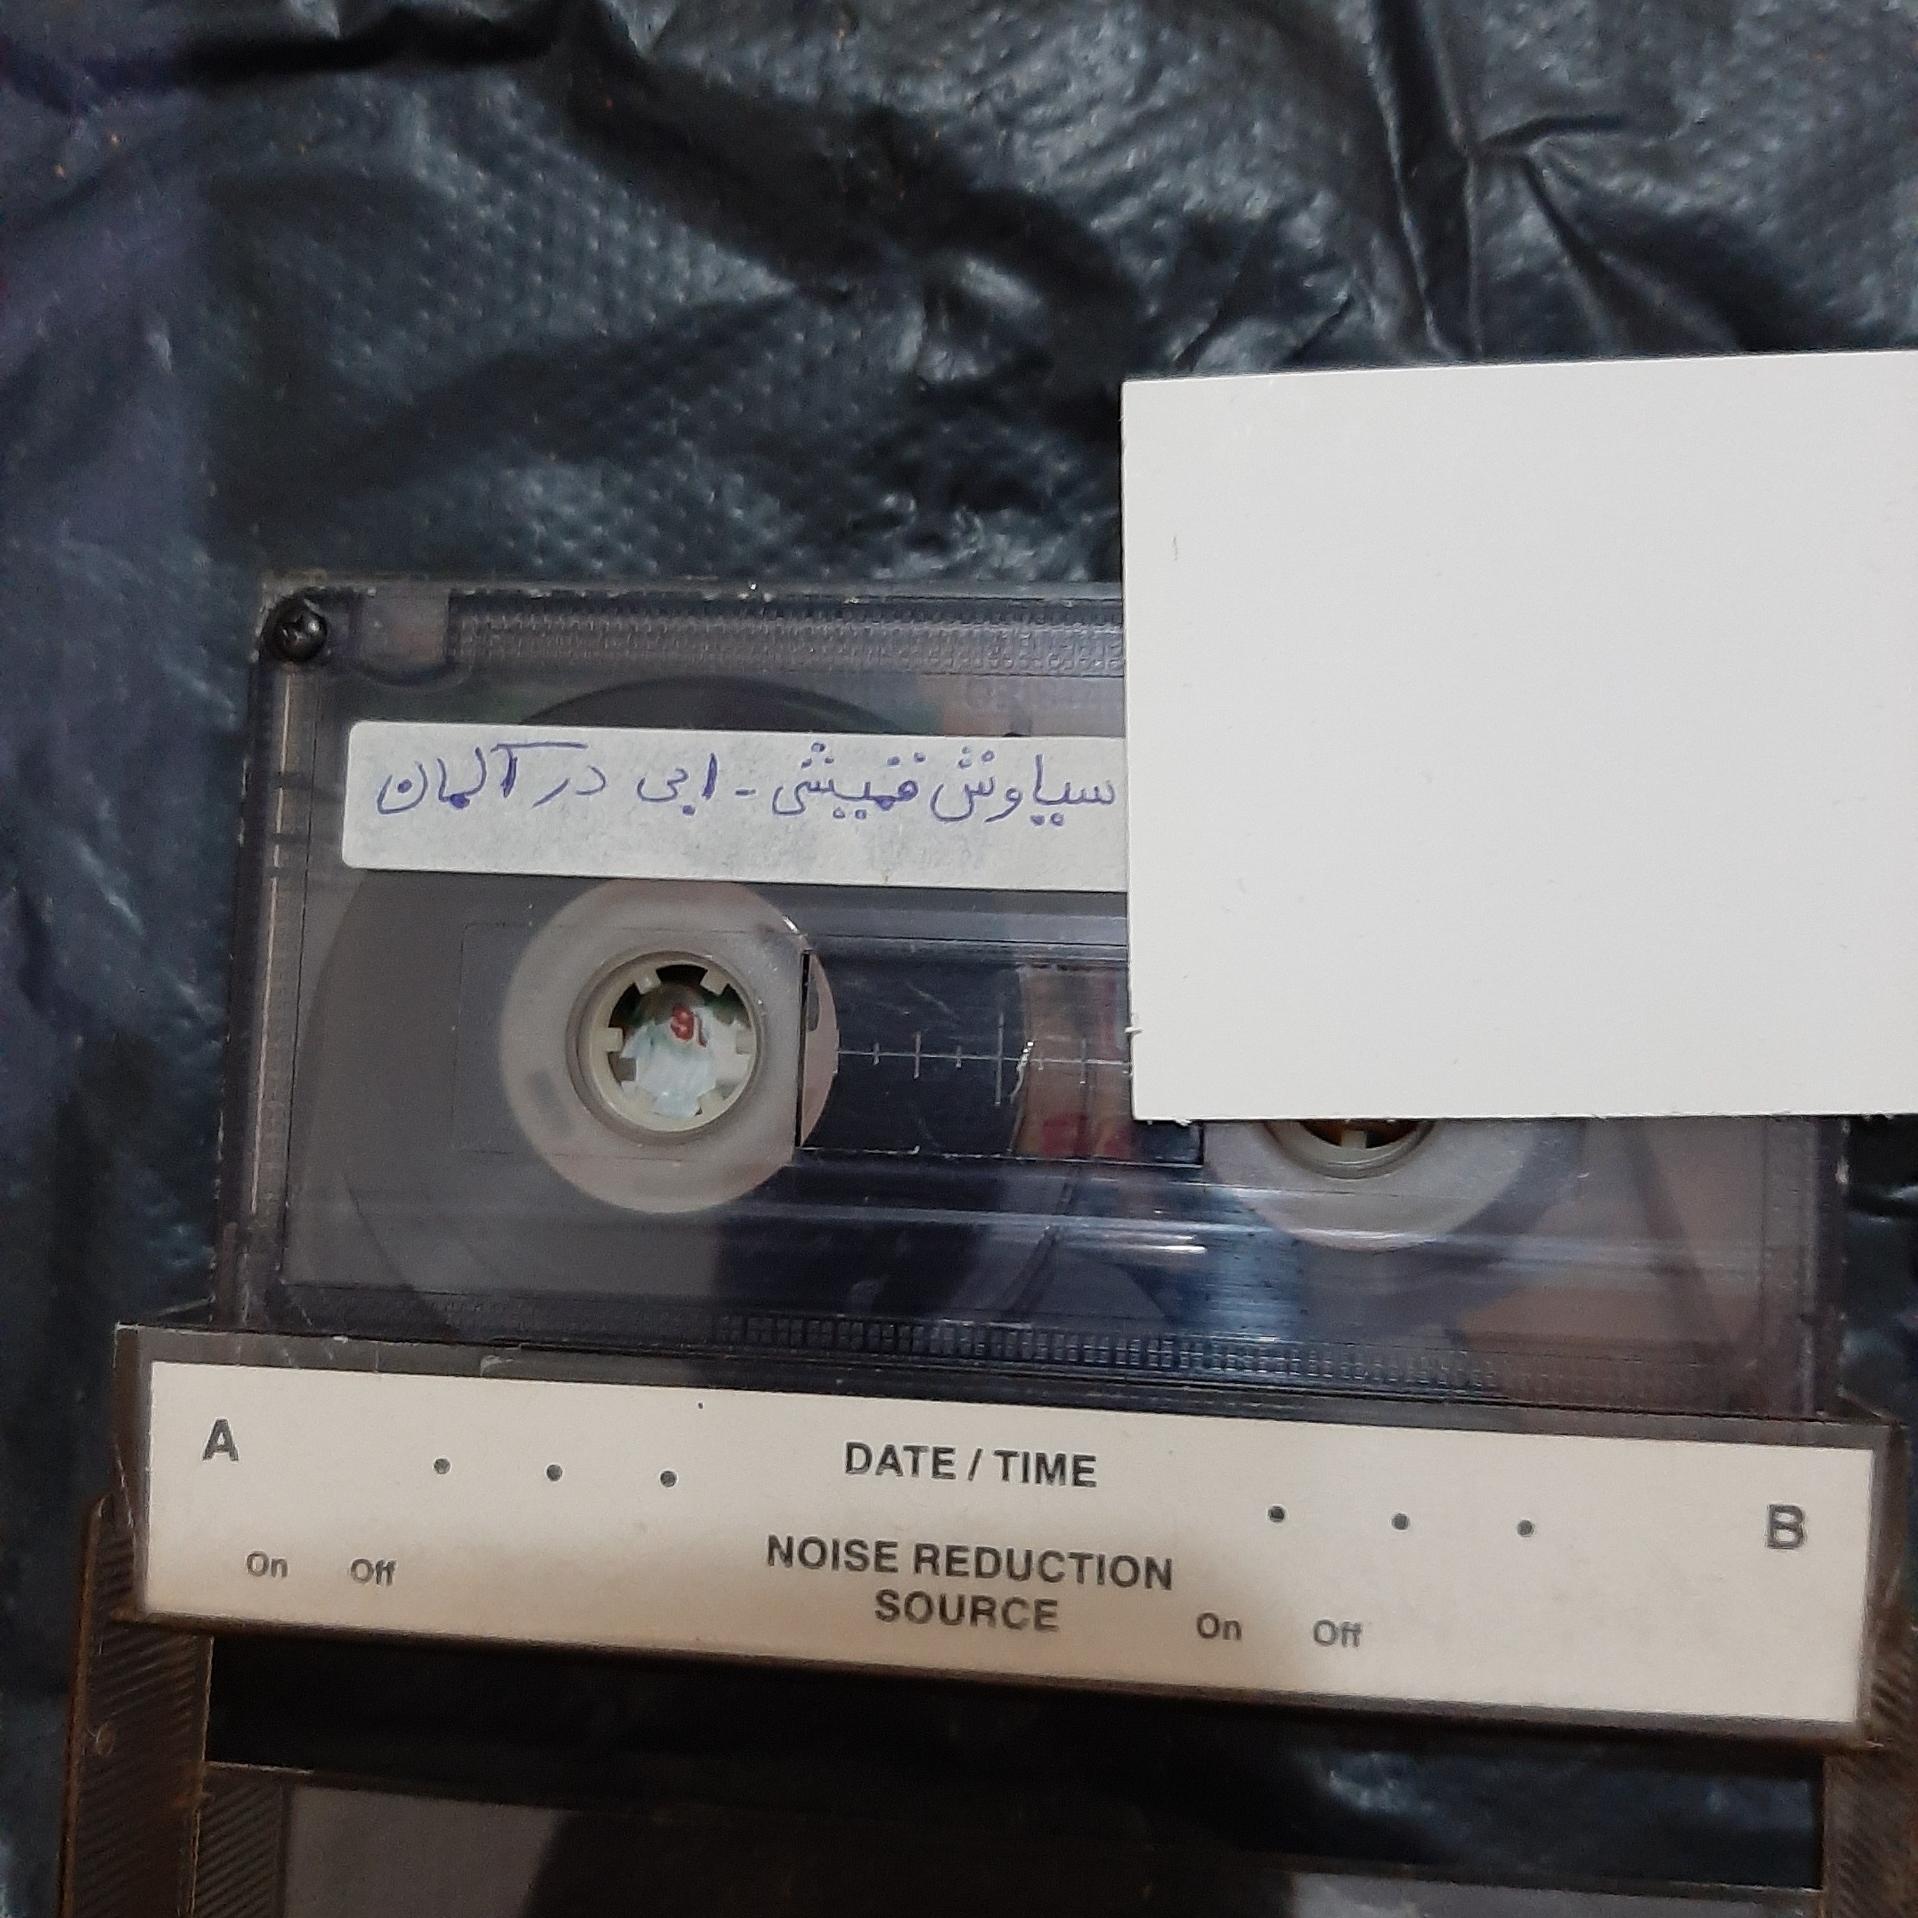 سیاوش قمیشی - ابی در آلمان
A DATE / TIME B
On Off NOISE REDUCTION
SOURCE On Off